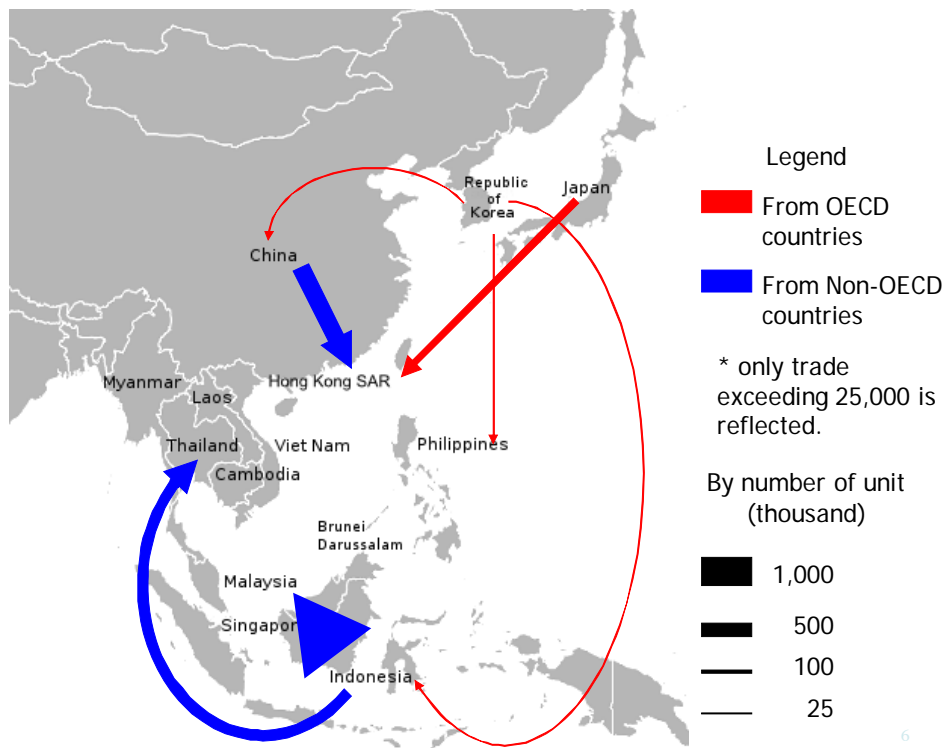 Republic
of
Korea
Japan
China
Hong Kong SAR
Myanmar
Laos
Thailand
Viet Nam
Cambodia
Philippines
Brunei
Darussalam
Malaysia
Singapor
Indonesia
Legend
From OECD
countries
From Non-OECD
countries
* only trade
exceeding 25,000 is
reflected.
By number of unit
(thousand)
1,000
500
100
25
6